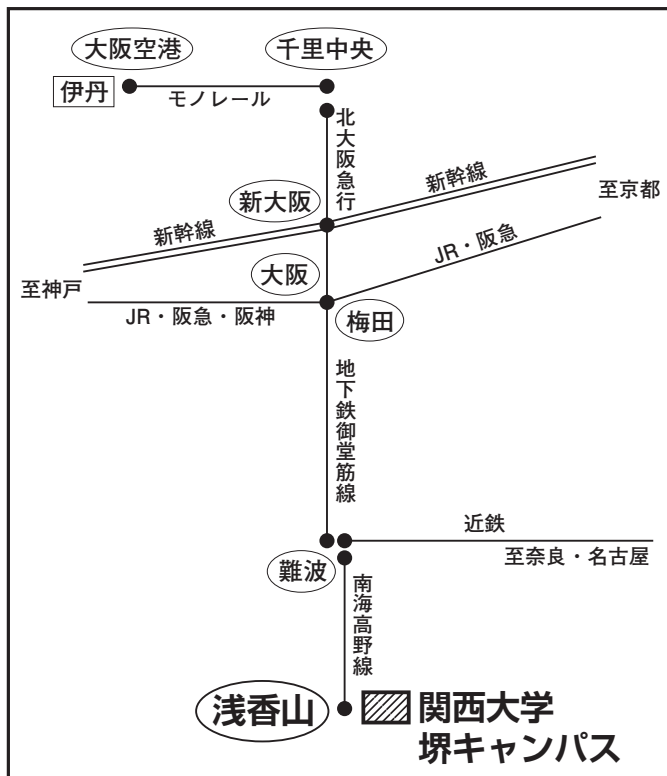 大阪空港
千里中央
伊丹
モノレール
北大阪急行
新幹線
新大阪
至京都
新幹線
JR・阪急
大阪
至神戸
JR・阪急・阪神
梅田
地下鉄御堂筋線
近鉄
至奈良・名古屋
難波
南海高野線
浅香山
関西大学
堺キャンパス